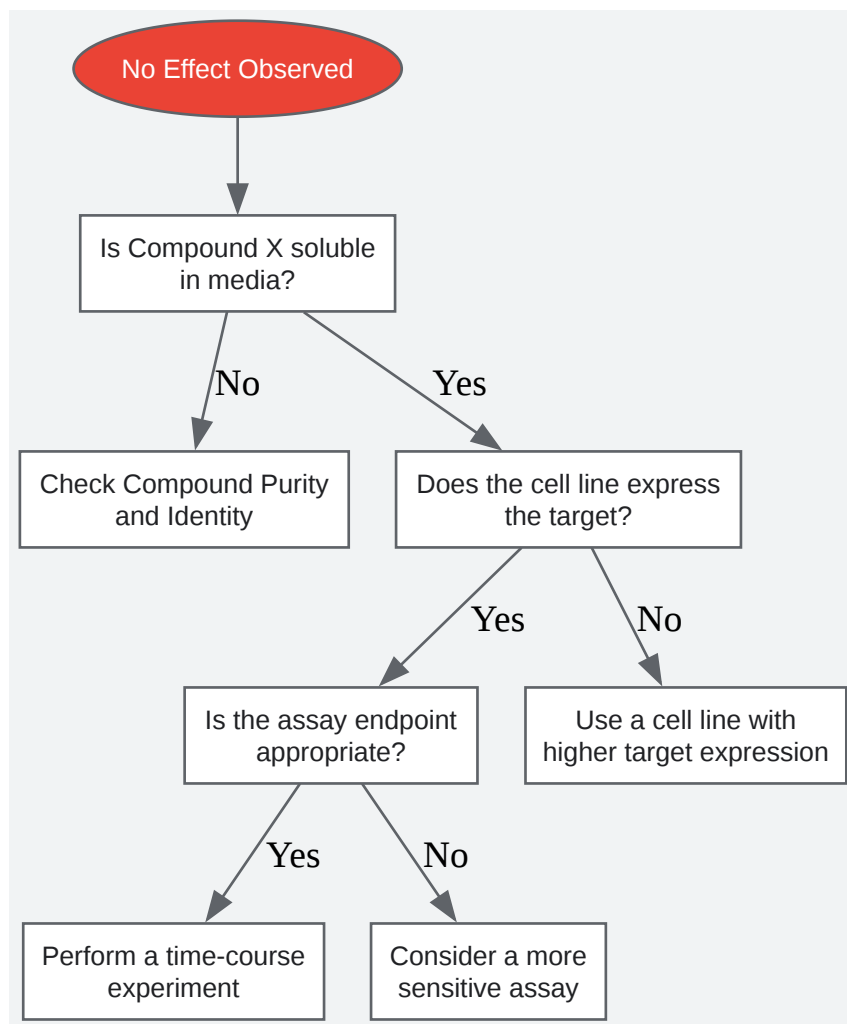 No Effect Observed
Is Compound X soluble
in media?
No
Yes
Check Compound Purity
and Identity
Does the cell line express
the target?
Yes
No
Is the assay endpoint
appropriate?
Use a cell line with
higher target expression
Yes
No
Perform a time-course
experiment
Consider a more
sensitive assay